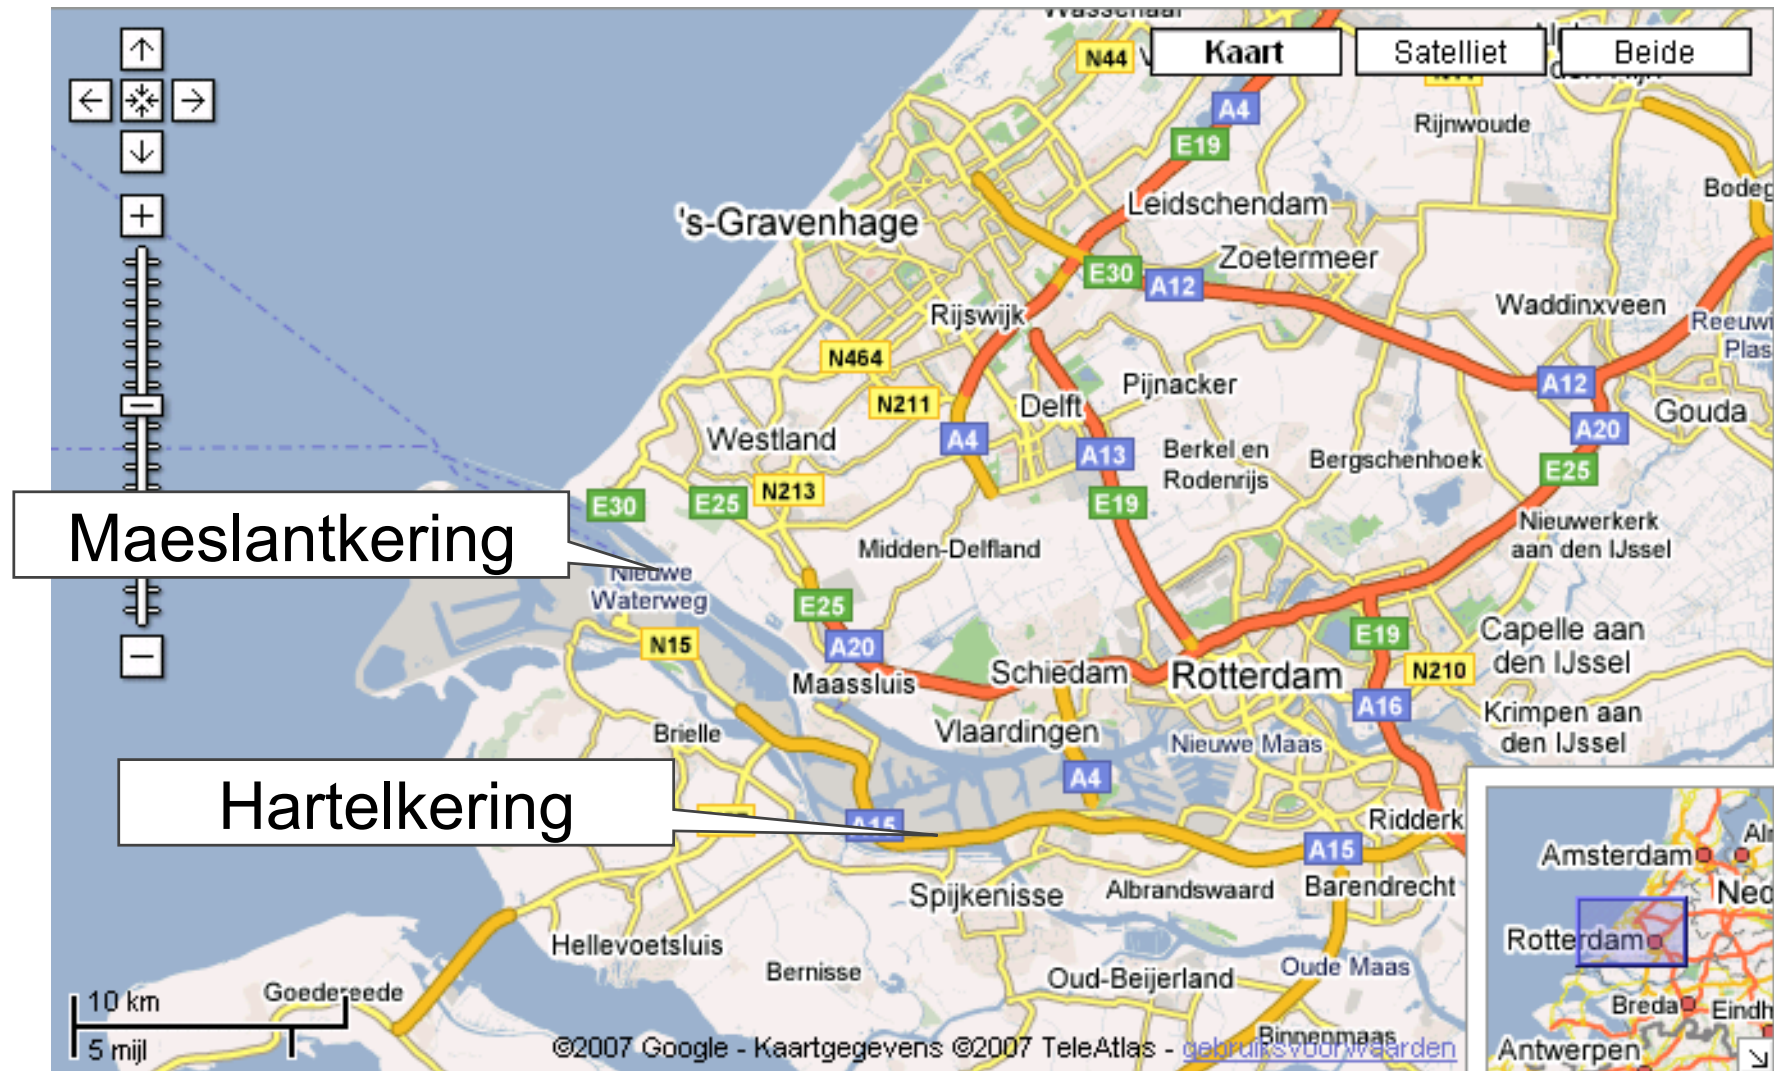 Kaart
Satelliet
Beide
N44
A4
E19
Rijnwoude
Leidschendam
's-Gravenhage
Zoetermeer
E30
A12
Waddinxveen
Rijswijk
N464
Pijnacker
A12
N211
Delft
Gouda
A20
Westland
A4
A13
Berkel en
Rodenrijs
Bergschenhoek
E25
N213
E30
E25
E19
Maeslantkering
Nieuwerkerk
aan den IJssel
Midden-Delfland
Nieuwe
Waterweg
E25
A20
N15
E19
Capelle aan
den IJssel
N210
Maassluis
Schiedam
Rotterdam
A16
Krimpen aan
den IJssel
Brielle
Vlaardingen
Nieuwe Maas
A4
Hartelkering
A15
Ridderk
A15
Amsterdam
Spijkenisse
Albrandswaard
Barendrecht
Ned
Rotterdam
Hellevoetsluis
Bernisse
Oud-Beijerland
Oude Maas
Goedereede
10 km
5 mijl
Breda
Eindh
Binnenmaas
©2007 Google - Kaartgegevens ©2007 TeleAtlas - gebruiksvoorwaarden
Antwerpen